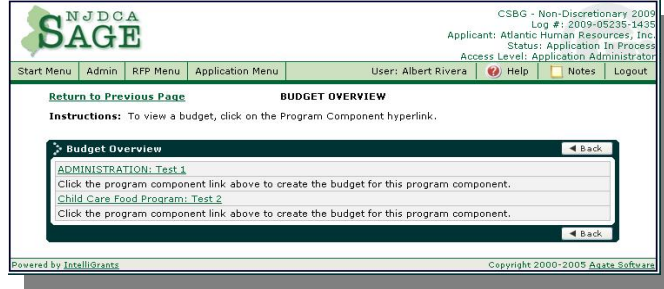 NJDCA
SAGE
CSBG - Non-Discretionary 2009
Log #: 2009-05235-1435
Applicant: Atlantic Human Resources, Inc.
Status: Application In Process
Access Level: Application Administrator
Start Menu Admin RFP Menu Application Menu User: Albert Rivera Help Notes Logout
Return to Previous Page BUDGET OVERVIEW
Instructions: To view a budget, click on the Program Component hyperlink.
Budget Overview Back
ADMINISTRATION: Test 1
Click the program component link above to create the budget for this program component.
Child Care Food Program: Test 2
Click the program component link above to create the budget for this program component.
Back
Powered by IntelliGrants Copyright 2000-2005 Agate Software